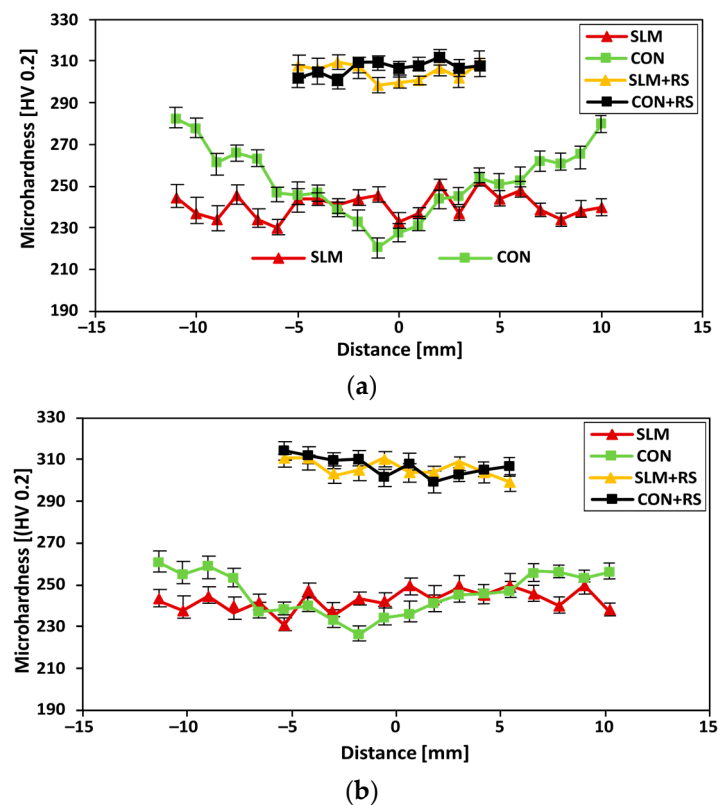 330
310
290
270
250
230
210
190
Microhardness [HV 0.2]
SLM
CON
SLM+RS
CON+RS
SLM CON
−15 −10 −5 0 5 10 15
Distance [mm]
(a)
330
310
290
270
250
230
210
190
Microhardness [(HV 0.2]
SLM
CON
SLM+RS
CON+RS
−15 −10 −5 0 5 10 15
Distance [mm]
(b)